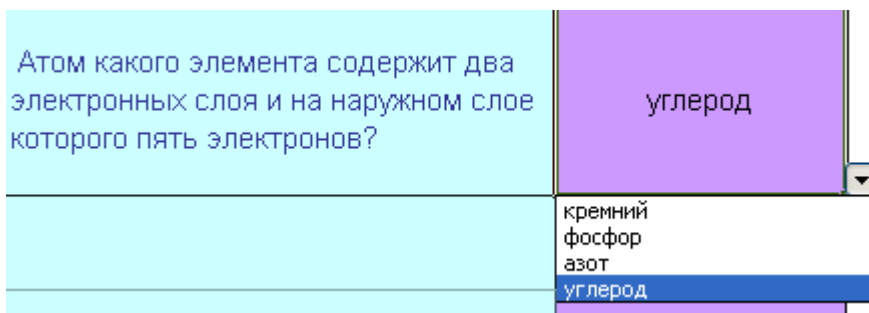 Атом какого элемента содержит два
электронных слоя и на наружном слое
которого пять электронов?
углерод
кремний
фосфор
азот
углерод